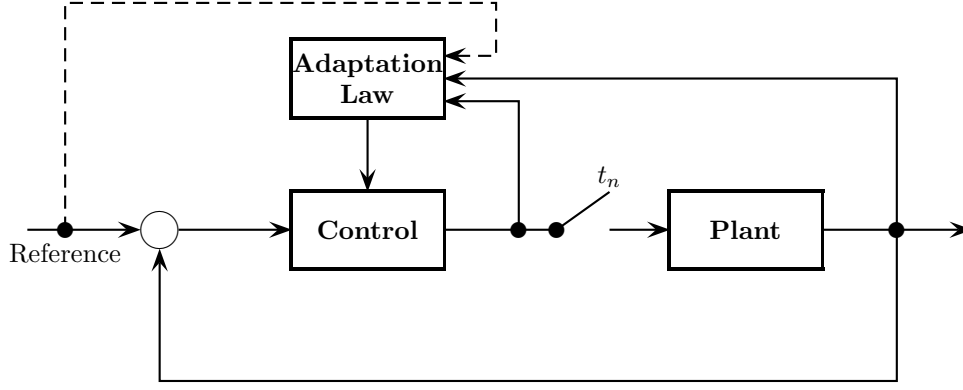 Adaptation
Law
t_n
Control
Plant
Reference